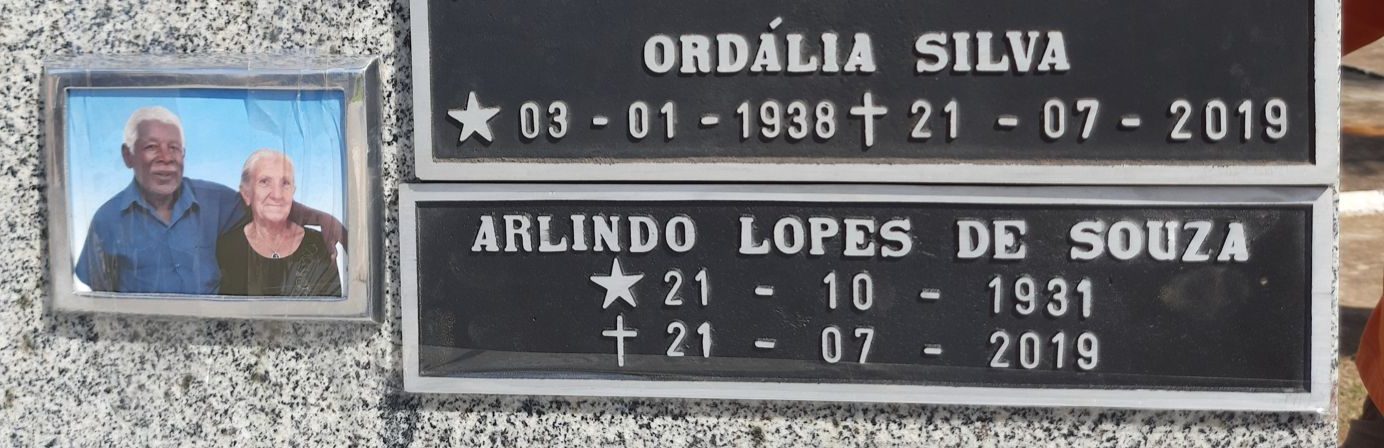 ORDÁLIA SILVA
★ 03 - 01 - 1938 ✝ 21 - 07 - 2019
ARLINDO LOPES DE SOUZA
★ 21 - 10 - 1931
✝ 21 - 07 - 2019